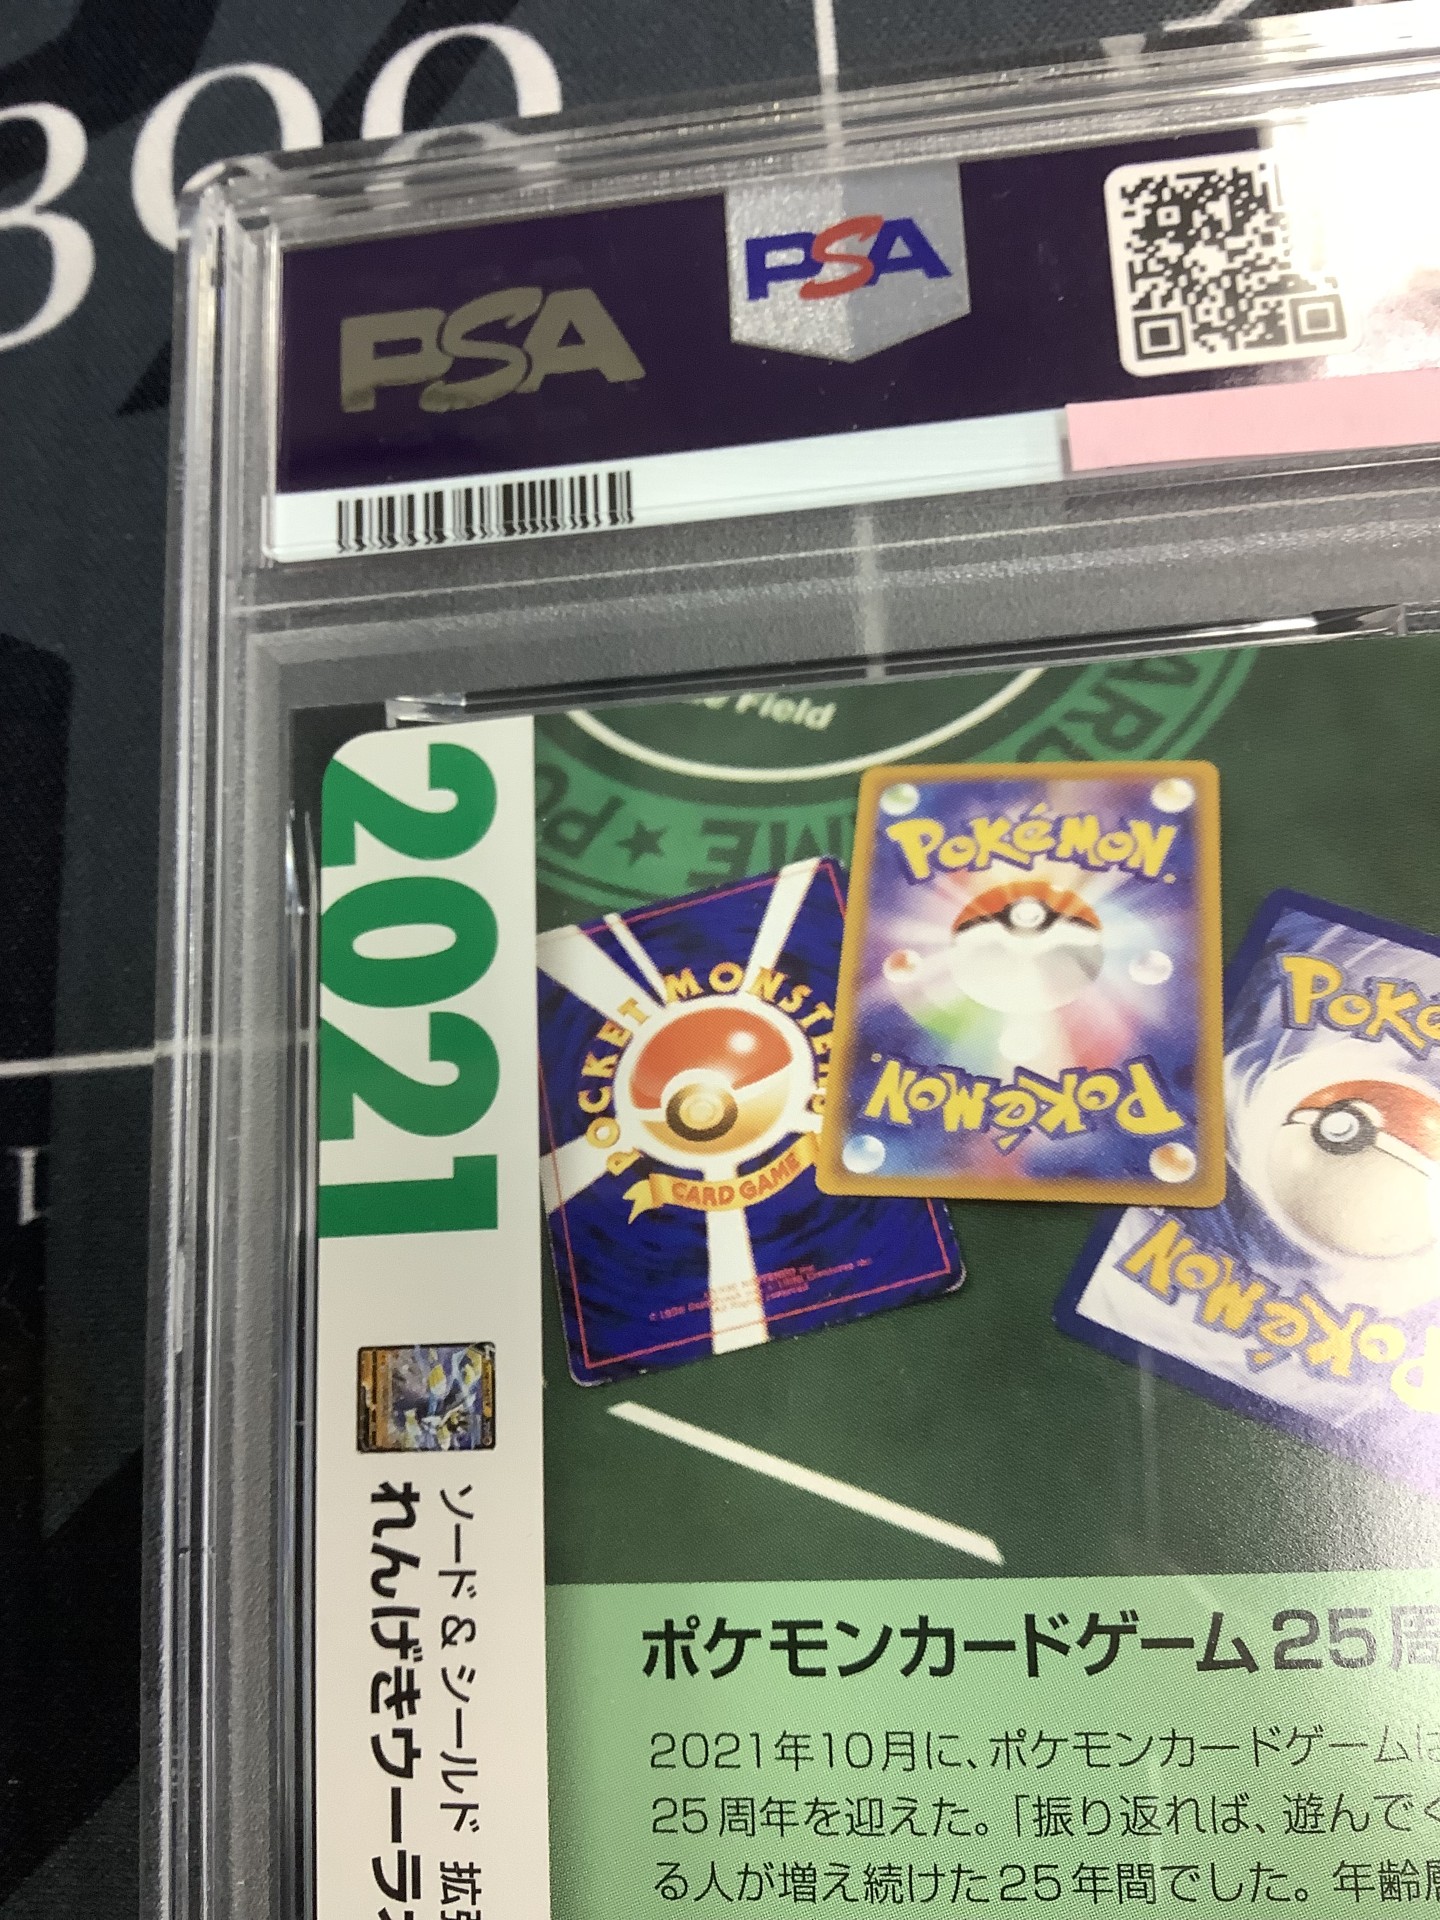 399
PSA
PSA
Field
2021
POKéMON
POKéMON
POCKET MONSTERS
CARD GAME
POKé
POKéMON
ソード&シールド 拡張
れんげきウーラ
ポケモンカードゲーム25周
2021年10月に、ポケモンカードゲームは
25周年を迎えた。「振り返れば、遊んでく
る人が増え続けた25年間でした。年齢層